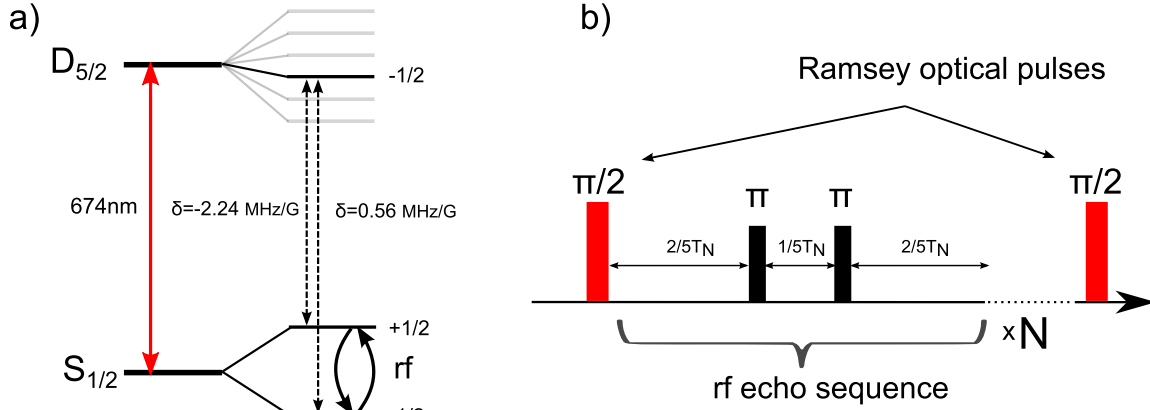 a)
D5/2
-1/2
674nm
δ=-2.24 MHz/G
δ=0.56 MHz/G
+1/2
S1/2
rf
b)
Ramsey optical pulses
π/2
π
π
π/2
2/5TN
1/5TN
2/5TN
xN
rf echo sequence